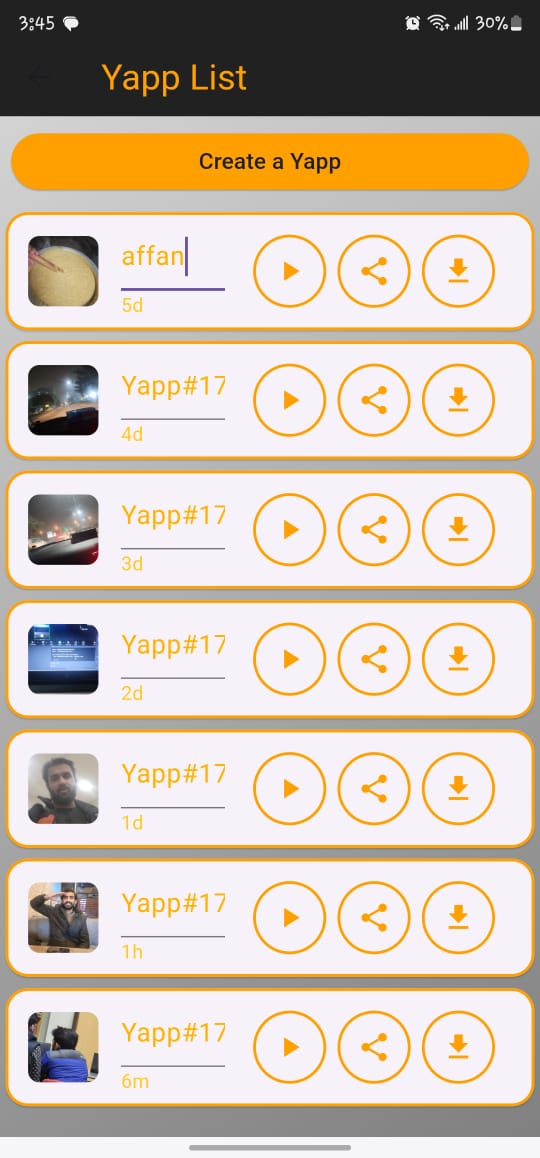 3:45
30%
Yapp List
Create a Yapp
affan
5d
Yapp#17
4d
Yapp#17
3d
Yapp#17
2d
Yapp#17
1d
Yapp#17
1h
Yapp#17
6m